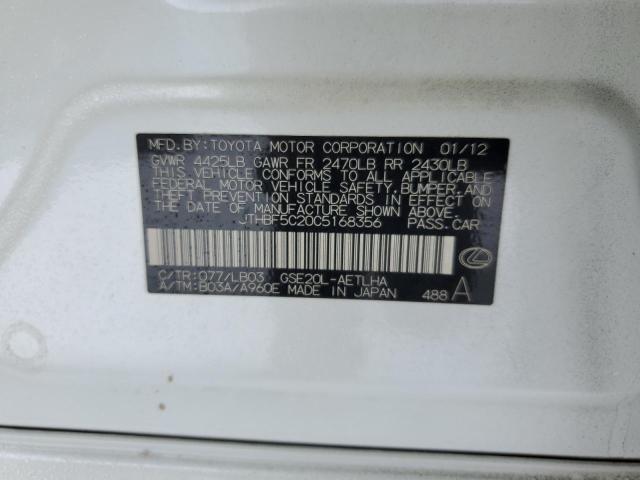 MFD.BY:TOYOTA MOTOR CORPORATION 01/12
GVWR 4425LB GAWR FR 2470LB RR 2430LB
THIS VEHICLE CONFORMS TO ALL APPLICABLE
FEDERAL MOTOR VEHICLE SAFETY, BUMPER, AND
THEFT PREVENTION STANDARDS IN EFFECT ON
THE DATE OF MANUFACTURE SHOWN ABOVE.
JTHBF5C20C5168356 PASS.CAR
C/TR:077/LB03 GSE20L-AETLHA
A/TM:B03A/A960E MADE IN JAPAN 488 A